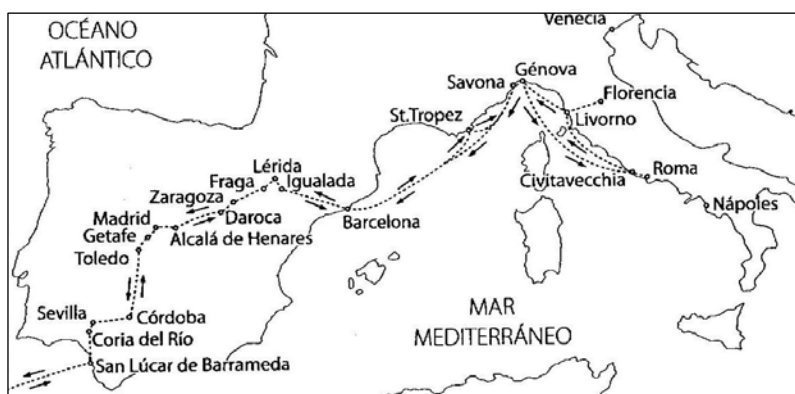 OCÉANO
ATLÁNTICO
Venecia
Génova
Savona
Florencia
St.Tropez
Livorno
Lérida
Fraga
Igualada
Zaragoza
Roma
Civitavecchia
Madrid
Daroca
Barcelona
Nápoles
Getafe
Alcalá de Henares
Toledo
MAR
MEDITERRÁNEO
Sevilla
Córdoba
Coria del Río
San Lúcar de Barrameda